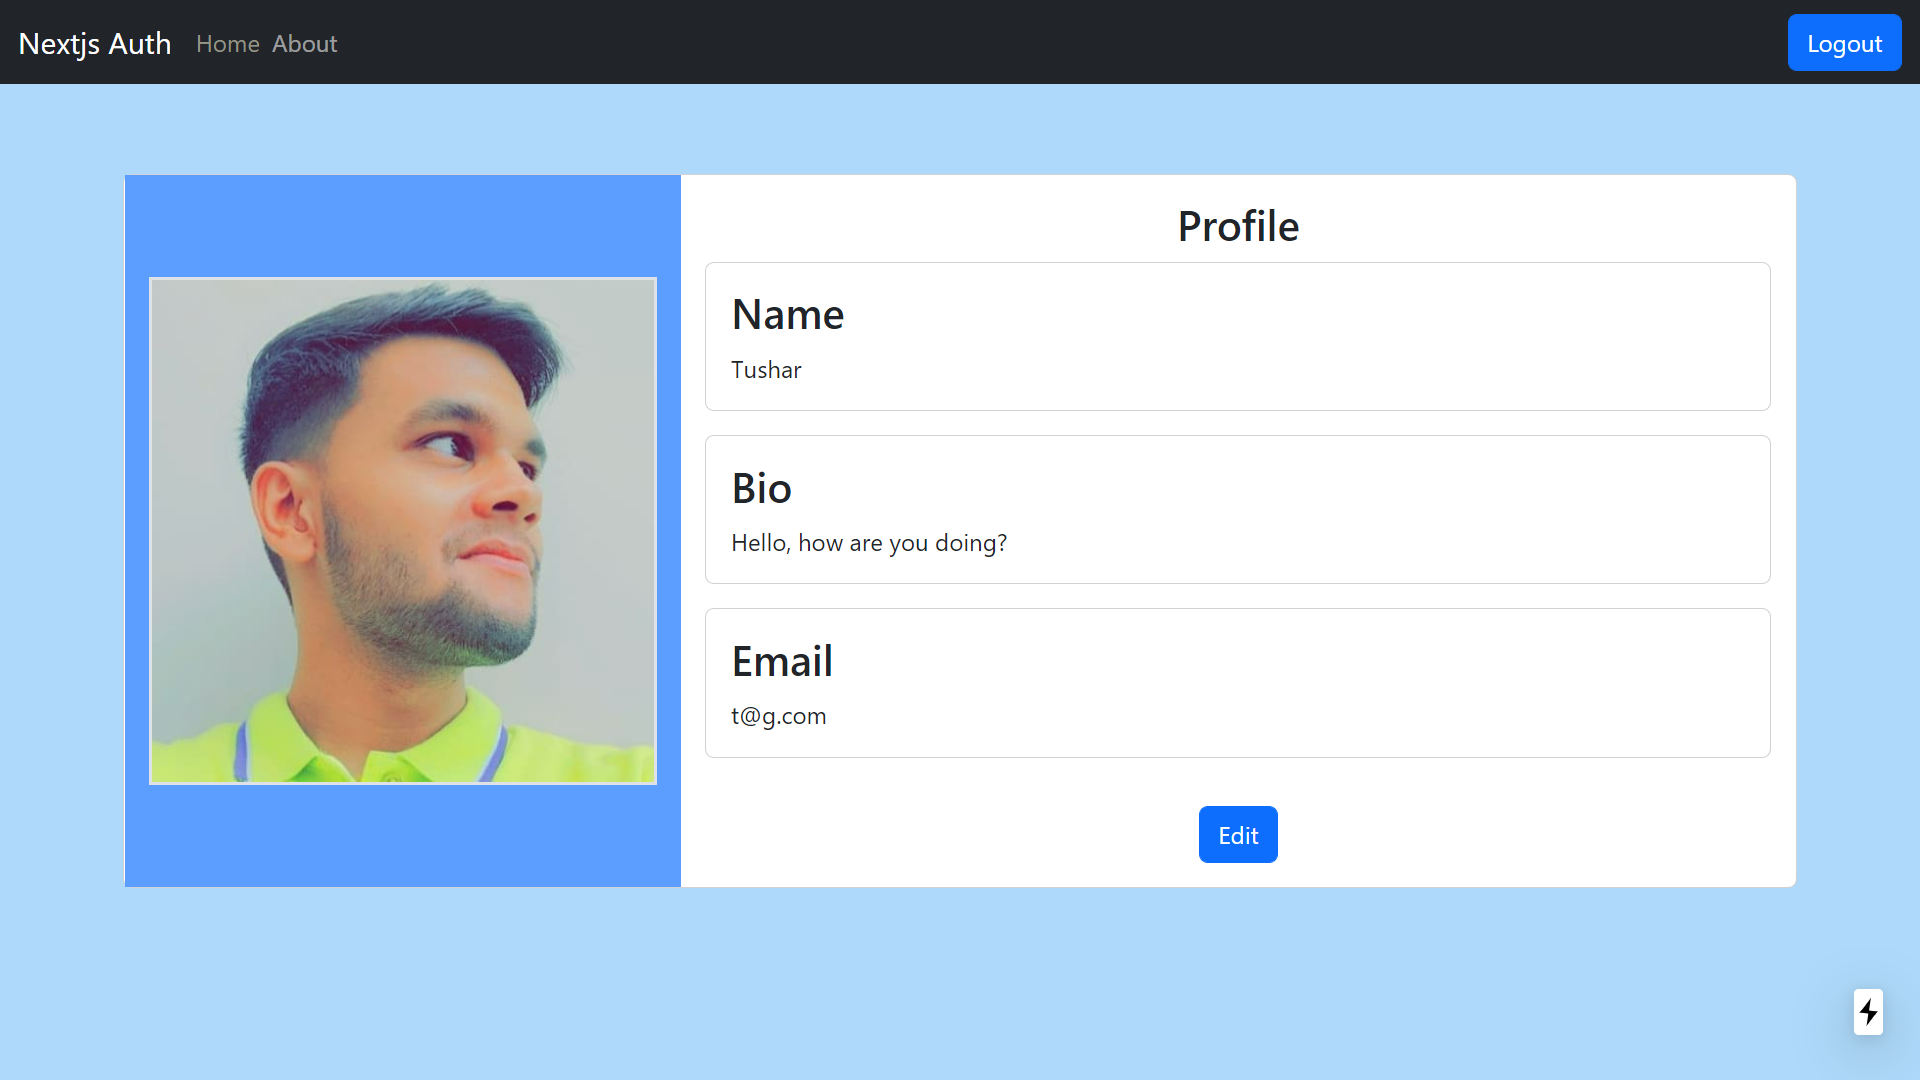 Nextjs Auth Home About Logout
Profile
Name
Tushar
Bio
Hello, how are you doing?
Email
t@g.com
Edit